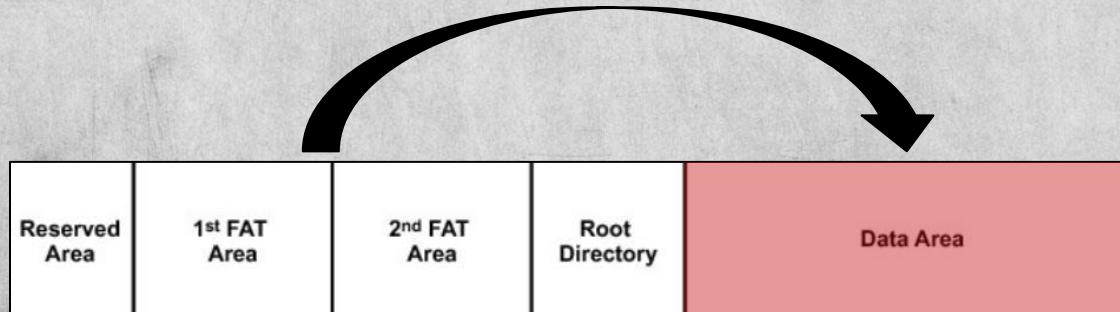 Reserved
Area
1st FAT
Area
2nd FAT
Area
Root
Directory
Data Area